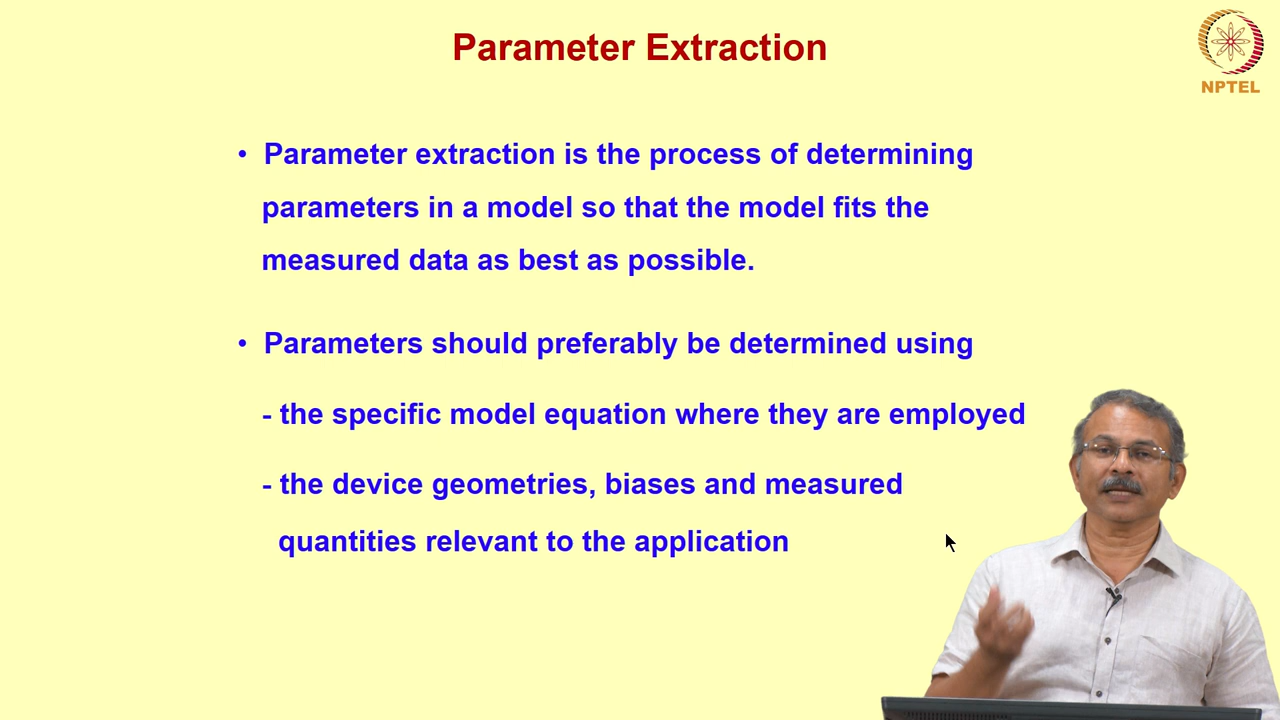 Parameter Extraction
NPTEL
• Parameter extraction is the process of determining
parameters in a model so that the model fits the
measured data as best as possible.
• Parameters should preferably be determined using
- the specific model equation where they are employed
- the device geometries, biases and measured
quantities relevant to the application